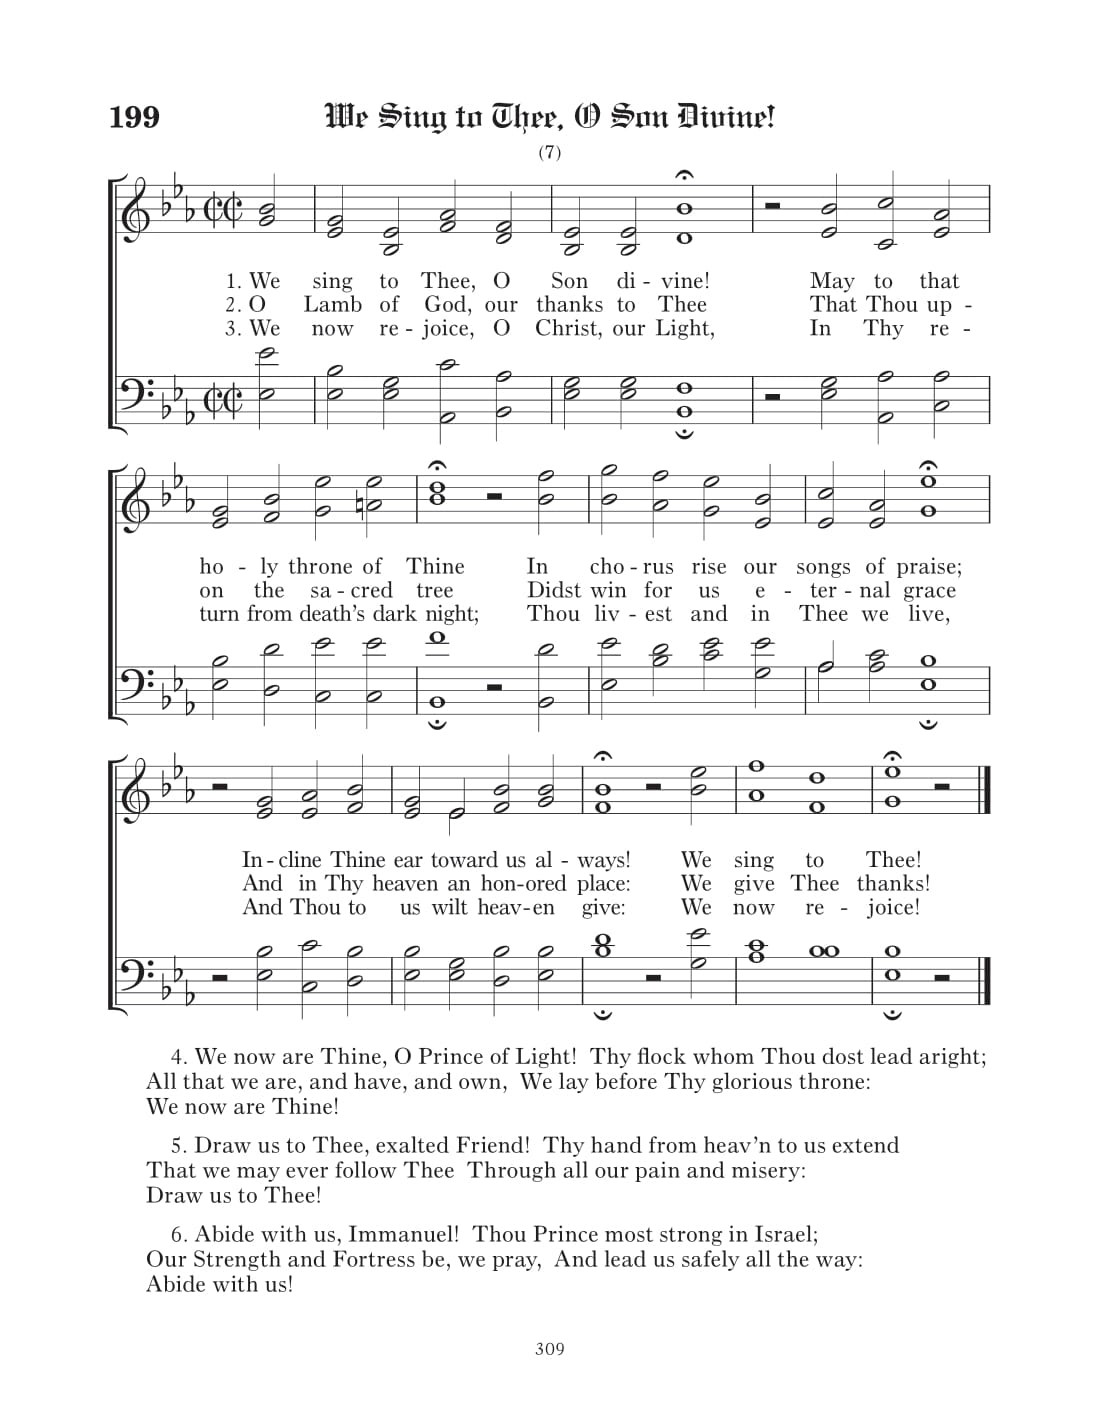 199 We Sing to Thee, O Son Divine!
(7)
1. We sing to Thee, O Son di - vine! May to that
2. O Lamb of God, our thanks to Thee That Thou up -
3. We now re - joice, O Christ, our Light, In Thy re -
ho - ly throne of Thine In cho - rus rise our songs of praise;
on the sa - cred tree Didst win for us e - ter - nal grace
turn from death's dark night; Thou liv - est and in Thee we live,
In - cline Thine ear toward us al - ways! We sing to Thee!
And in Thy heaven an hon-ored place: We give Thee thanks!
And Thou to us wilt heav-en give: We now re - joice!
4. We now are Thine, O Prince of Light! Thy flock whom Thou dost lead aright;
All that we are, and have, and own, We lay before Thy glorious throne:
We now are Thine!
5. Draw us to Thee, exalted Friend! Thy hand from heav'n to us extend
That we may ever follow Thee Through all our pain and misery:
Draw us to Thee!
6. Abide with us, Immanuel! Thou Prince most strong in Israel;
Our Strength and Fortress be, we pray, And lead us safely all the way:
Abide with us!
309